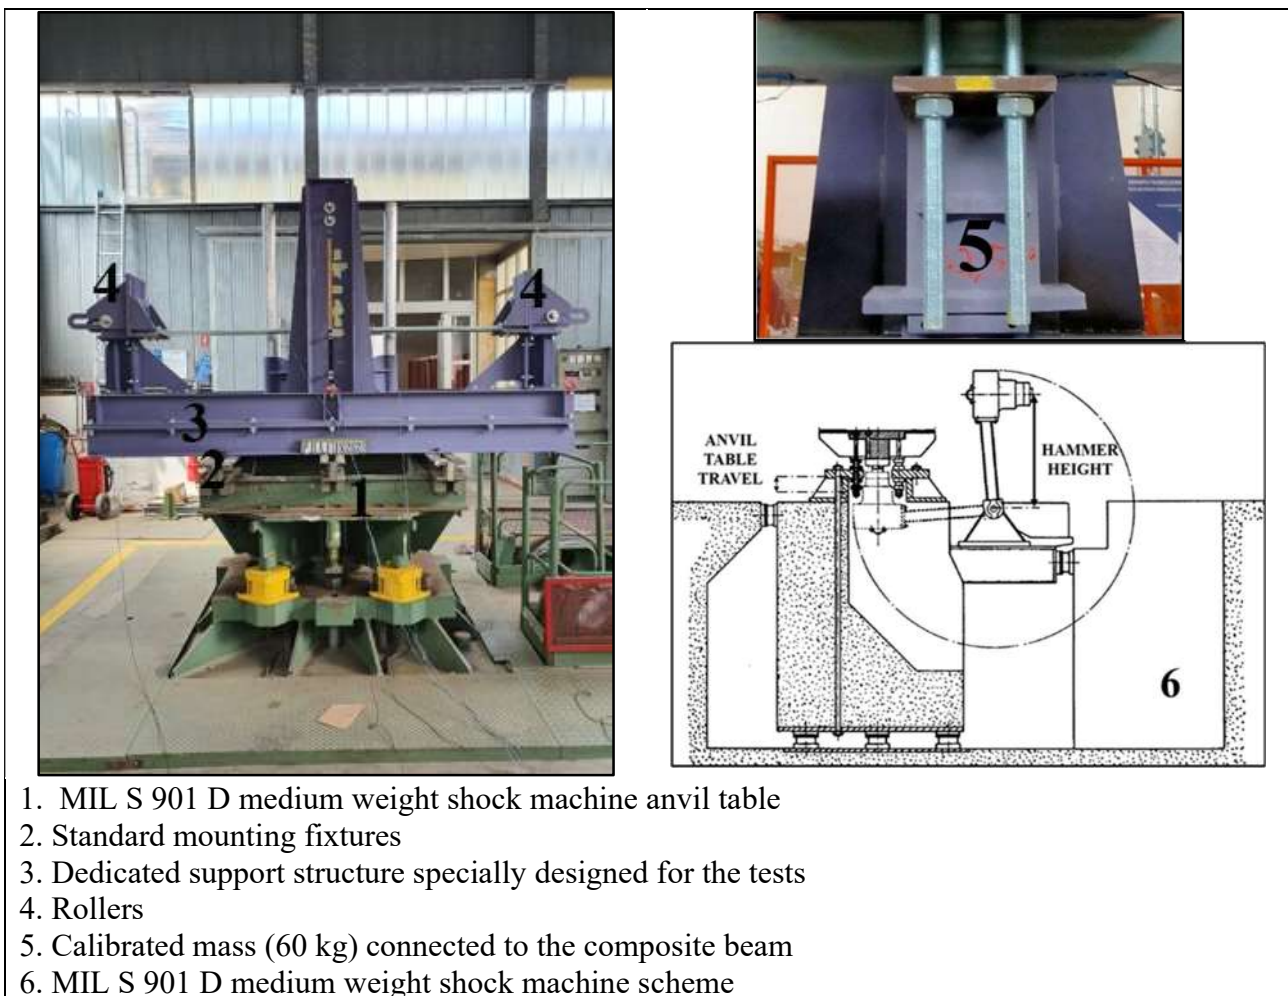 4
4
3
2
1
5
ANVIL
TABLE
TRAVEL
HAMMER
HEIGHT
6
1. MIL S 901 D medium weight shock machine anvil table
2. Standard mounting fixtures
3. Dedicated support structure specially designed for the tests
4. Rollers
5. Calibrated mass (60 kg) connected to the composite beam
6. MIL S 901 D medium weight shock machine scheme